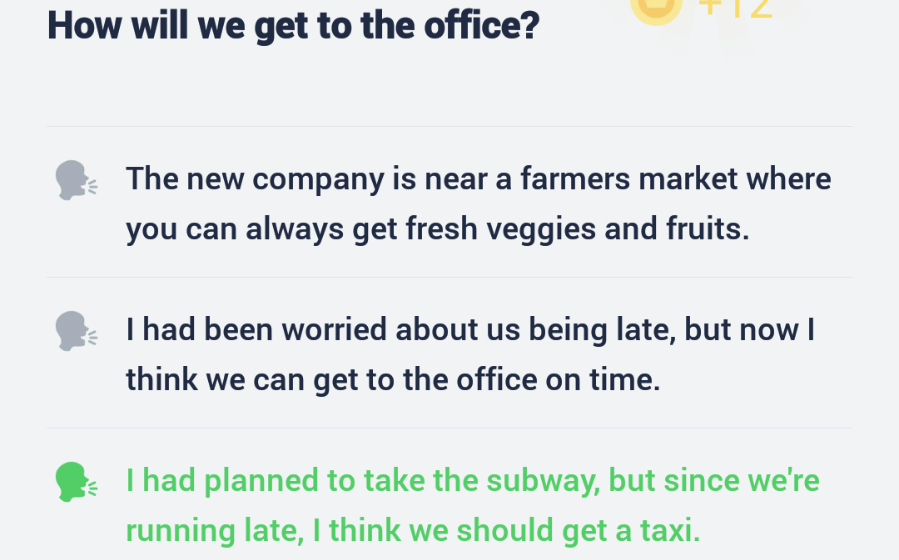 How will we get to the office?
+12
The new company is near a farmers market where
you can always get fresh veggies and fruits.
I had been worried about us being late, but now I
think we can get to the office on time.
I had planned to take the subway, but since we're
running late, I think we should get a taxi.